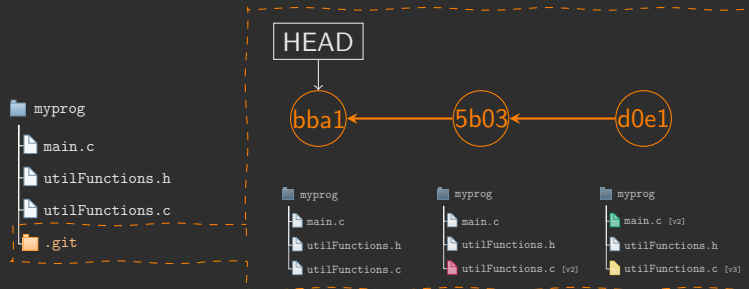 HEAD
bba1 5b03 d0e1
myprog
main.c
utilFunctions.h
utilFunctions.c
.git
myprog
main.c
utilFunctions.h
utilFunctions.c
myprog
main.c
utilFunctions.h
utilFunctions.c [v2]
myprog
main.c [v2]
utilFunctions.h
utilFunctions.c [v3]